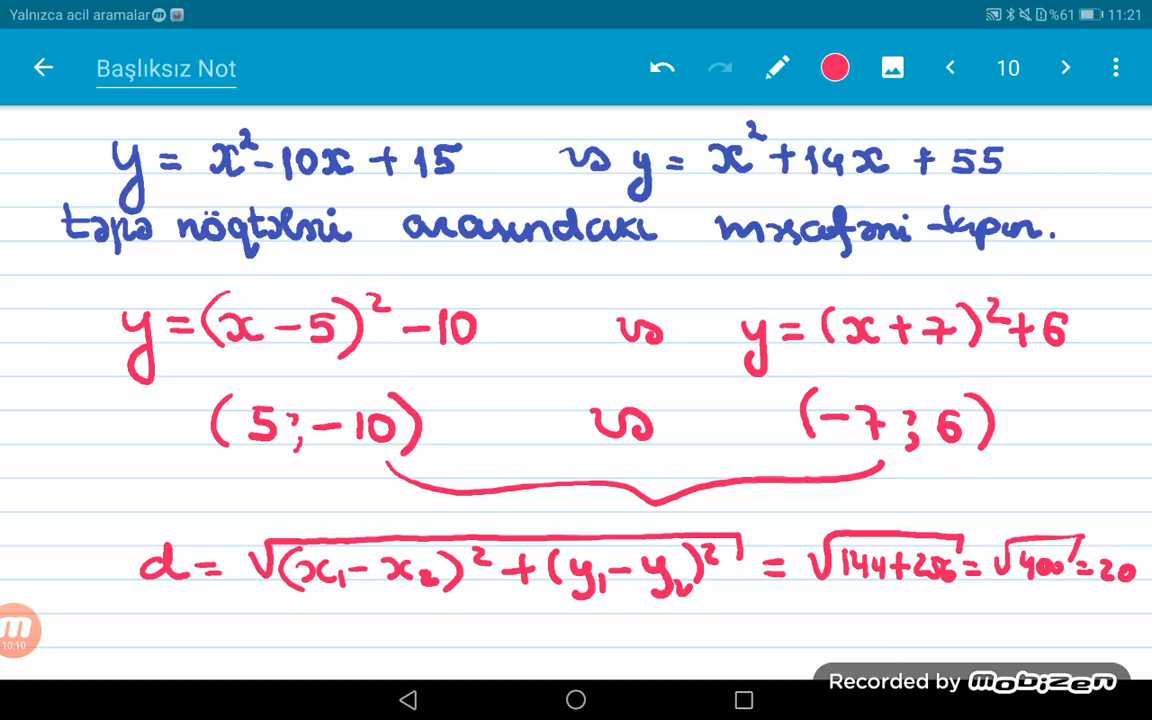 Yalnızca acil aramalar %61 11:21
Başlıksız Not 10
y = x² - 10x + 15 və y = x² + 14x + 55
təpə nöqtələri arasındakı məsafəni tapın.
y = (x - 5)² - 10 və y = (x + 7)² + 6
(5; -10) və (-7; 6)
d = √((x₁ - x₂)² + (y₁ - y₂)²) = √(144 + 256) = √400 = 20
m
10:10
Recorded by mobizen